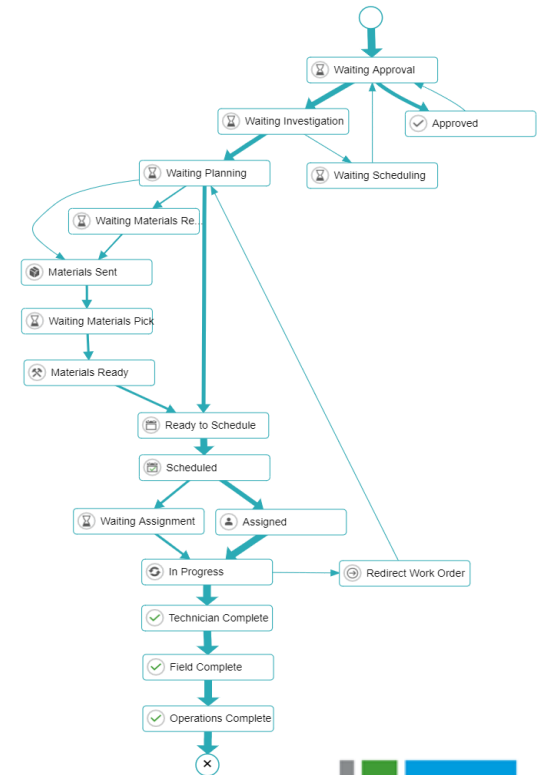 Waiting Approval
Waiting Investigation
Approved
Waiting Planning
Waiting Scheduling
Waiting Materials Re...
Materials Sent
Waiting Materials Pick
Materials Ready
Ready to Schedule
Scheduled
Waiting Assignment
Assigned
In Progress
Redirect Work Order
Technician Complete
Field Complete
Operations Complete